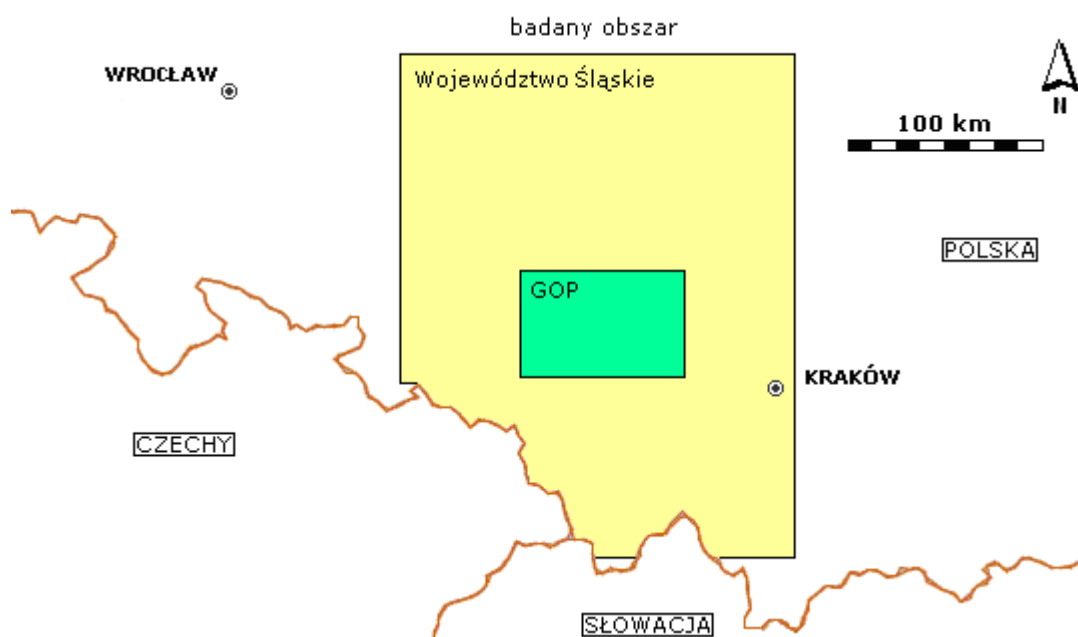 badany obszar
WROCŁAW
Województwo Śląskie
N
100 km
POLSKA
GOP
KRAKÓW
CZECHY
SŁOWACJA